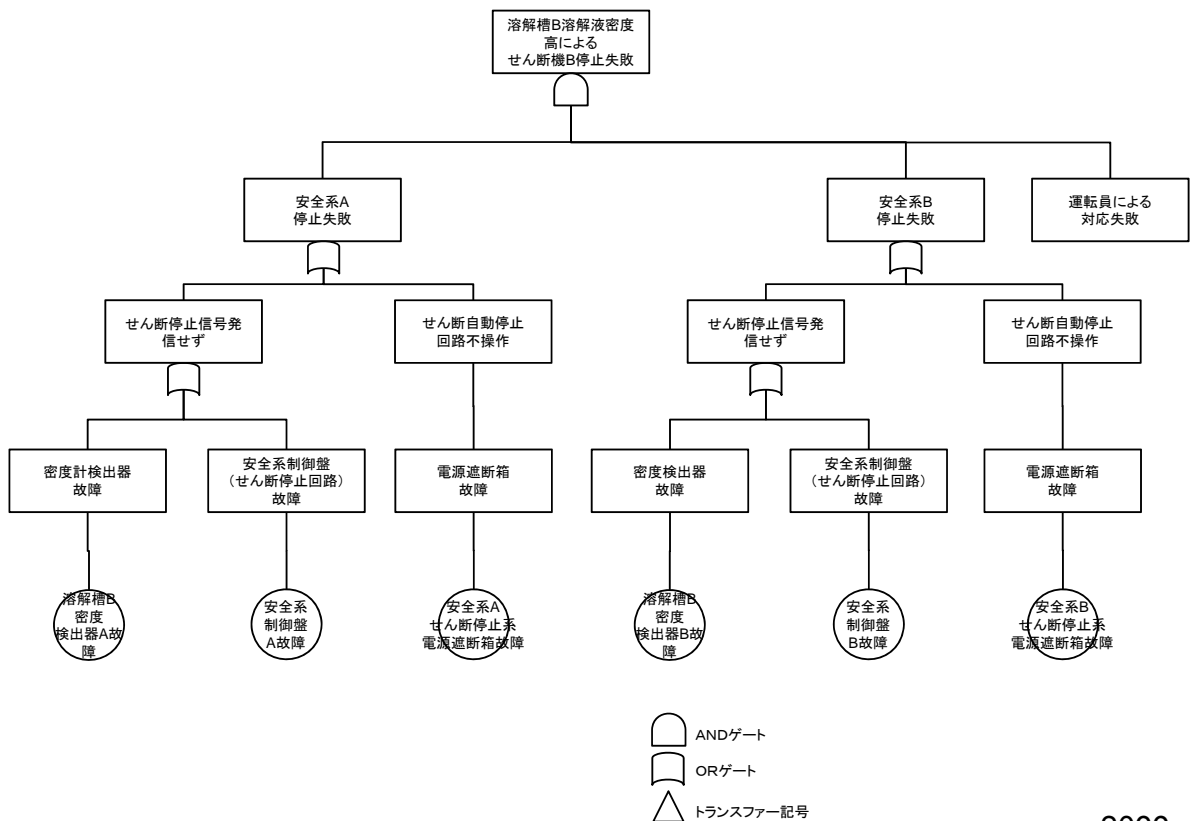 溶解槽B溶解液密度
高による
せん断機B停止失敗
安全系A
停止失敗
安全系B
停止失敗
運転員による
対応失敗
せん断停止信号発
信せず
せん断自動停止
回路不操作
せん断停止信号発
信せず
せん断自動停止
回路不操作
密度計検出器
故障
安全系制御盤
(せん断停止回路)
故障
電源遮断箱
故障
密度検出器
故障
安全系制御盤
(せん断停止回路)
故障
電源遮断箱
故障
溶解槽B
密度
検出器A故
障
安全系
制御盤
A故障
安全系A
せん断停止系
電源遮断箱故障
溶解槽B
密度
検出器B故
障
安全系
制御盤
B故障
安全系B
せん断停止系
電源遮断箱故障
ANDゲート
ORゲート
トランスファー記号